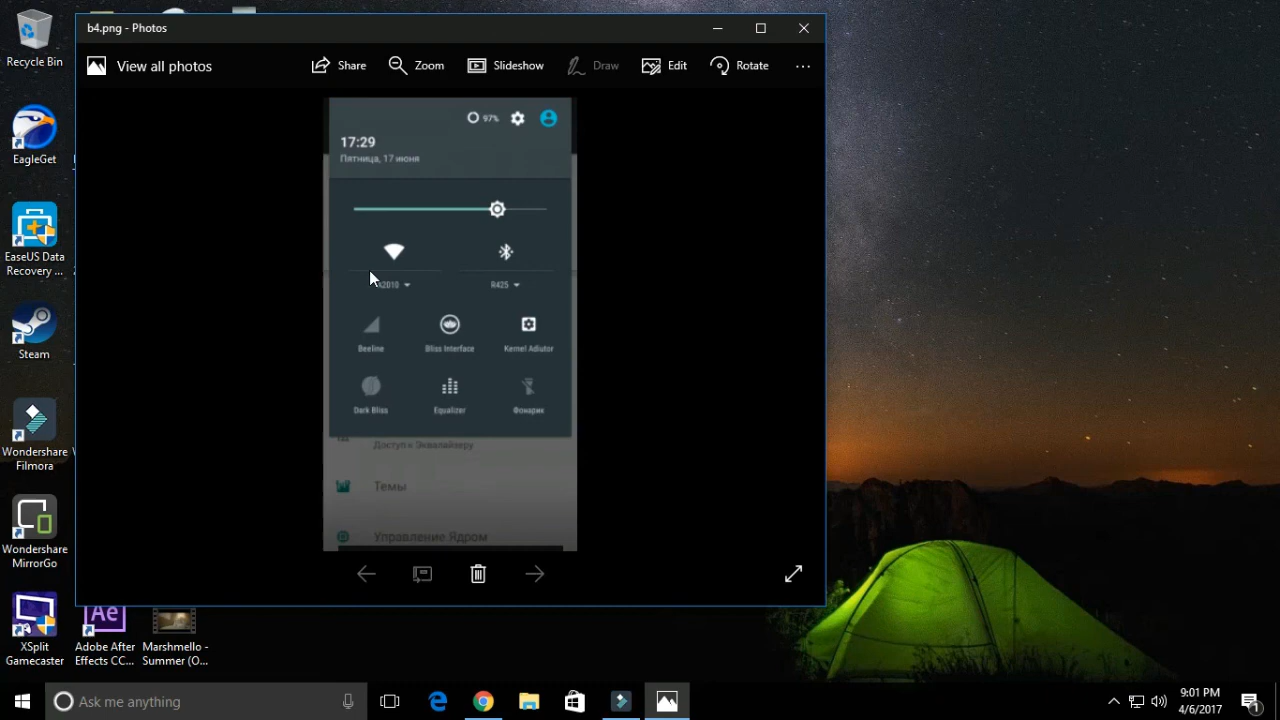 b4.png - Photos
View all photos
Share
Zoom
Slideshow
Draw
Edit
Rotate
97%
17:29
Пятница, 17 июня
R425
Beeline
Bliss Interface
Kernel Adiutor
Dark Bliss
Equalizer
Фонарик
Доступ к Эквалайзеру
Темы
Управление Ядром
Recycle Bin
EagleGet
EaseUS Data
Recovery ...
Steam
Wondershare
Filmora
Wondershare
MirrorGo
XSplit
Gamecaster
Ae
Adobe After
Effects CC...
Marshmello -
Summer (O...
Ask me anything
9:01 PM
4/6/2017
1